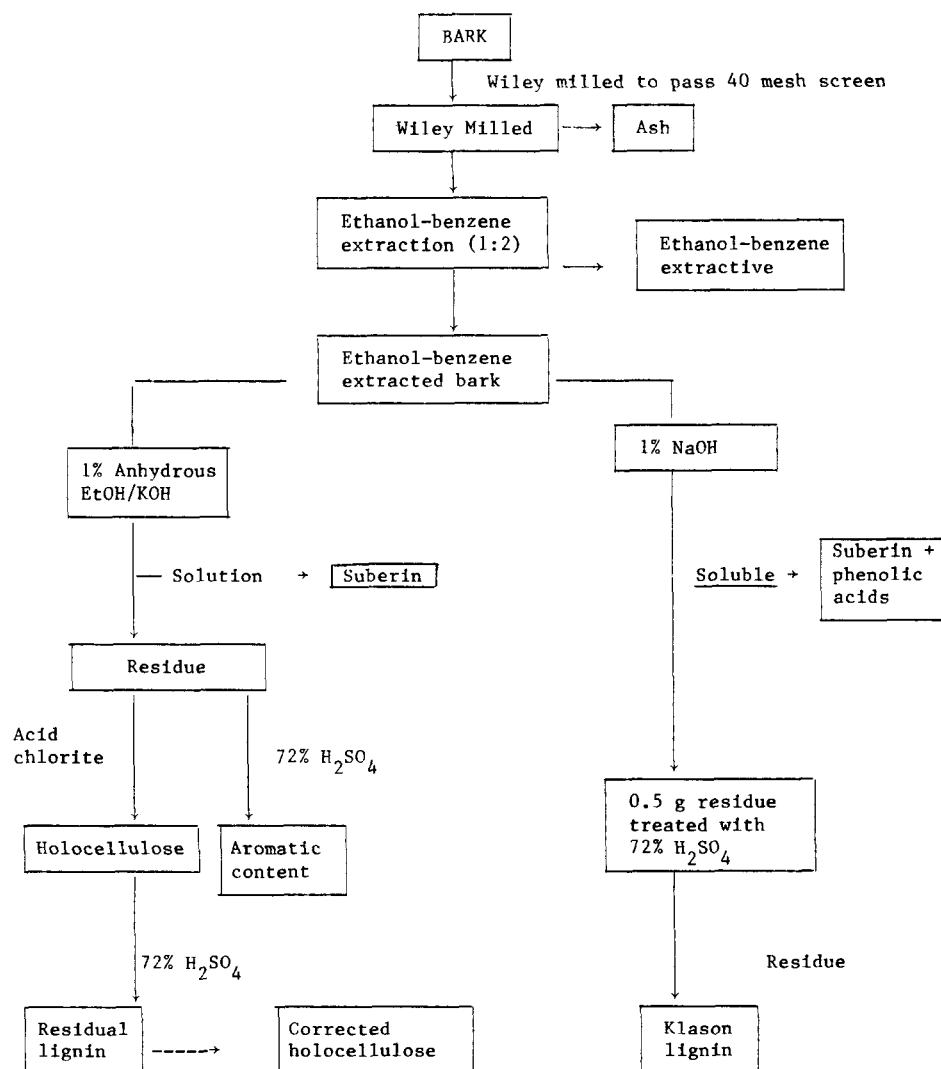 BARK
Wiley milled to pass 40 mesh screen
Wiley Milled
Ash
Ethanol-benzene
extraction (1:2)
Ethanol-benzene
extractive
Ethanol-benzene
extracted bark
1% Anhydrous
EtOH/KOH
1% NaOH
Solution
Suberin
Soluble
Suberin +
phenolic
acids
Residue
Acid
chlorite
72% H2SO4
0.5 g residue
treated with
72% H2SO4
Holocellulose
Aromatic
content
72% H2SO4
Residue
Residual
lignin
Corrected
holocellulose
Klason
lignin